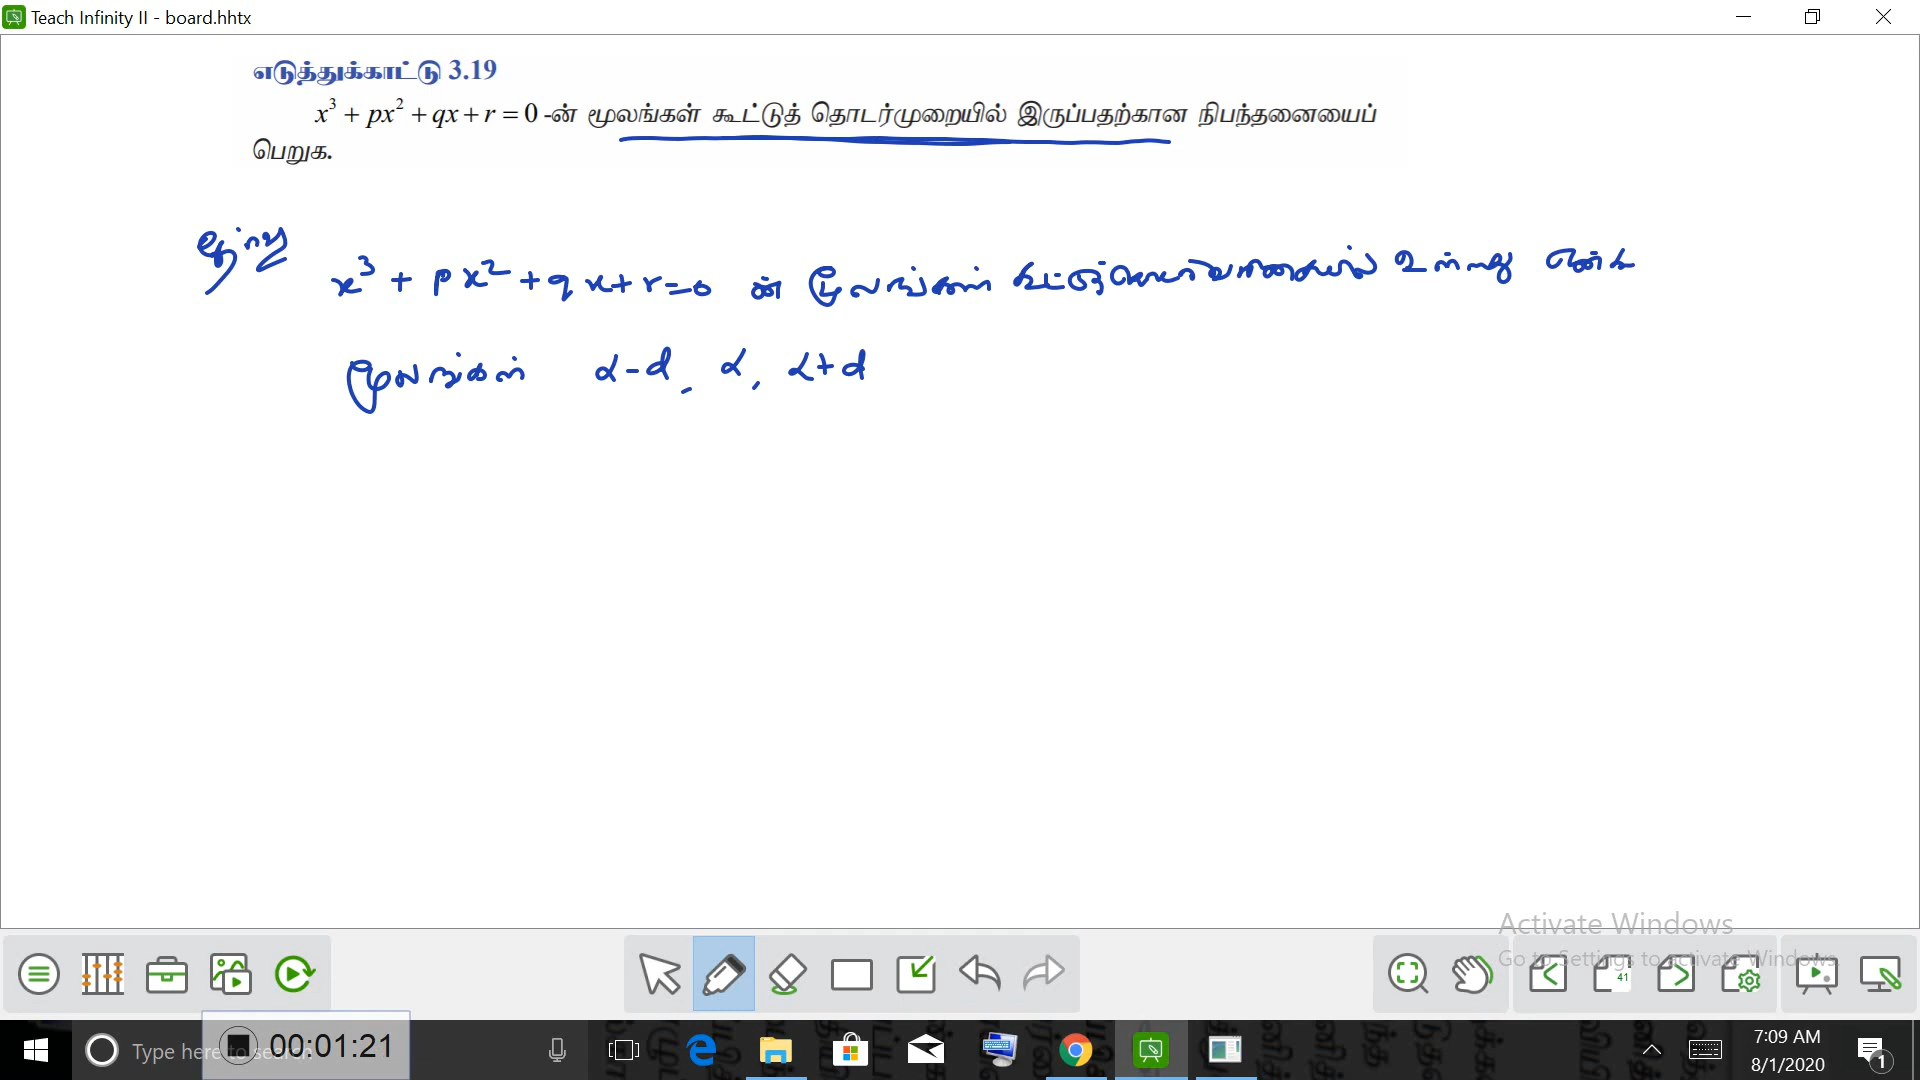 Teach Infinity II - board.hhtx
எடுத்துக்காட்டு 3.19
x³ + px² + qx + r = 0 -ன் மூலங்கள் கூட்டுத் தொடர்முறையில் இருப்பதற்கான நிபந்தனையைப்
பெறுக.
தீர்வு
x³ + px² + qx + r = 0 ன் மூலங்கள் உள்ளது என்க
மூலங்கள் α-d, α, α+d
Activate Windows
Go to Settings to activate Windows.
41
Type here to search
00:01:21
7:09 AM
8/1/2020
1